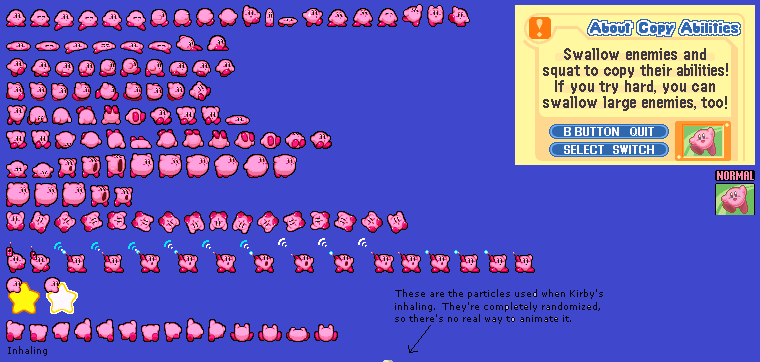 About Copy Abilities
Swallow enemies and
squat to copy their abilities!
If you try hard, you can
swallow large enemies, too!
B BUTTON QUIT
SELECT SWITCH
NORMAL
These are the particles used when Kirby's
inhaling. They're completely randomized,
so there's no real way to animate it.
Inhaling